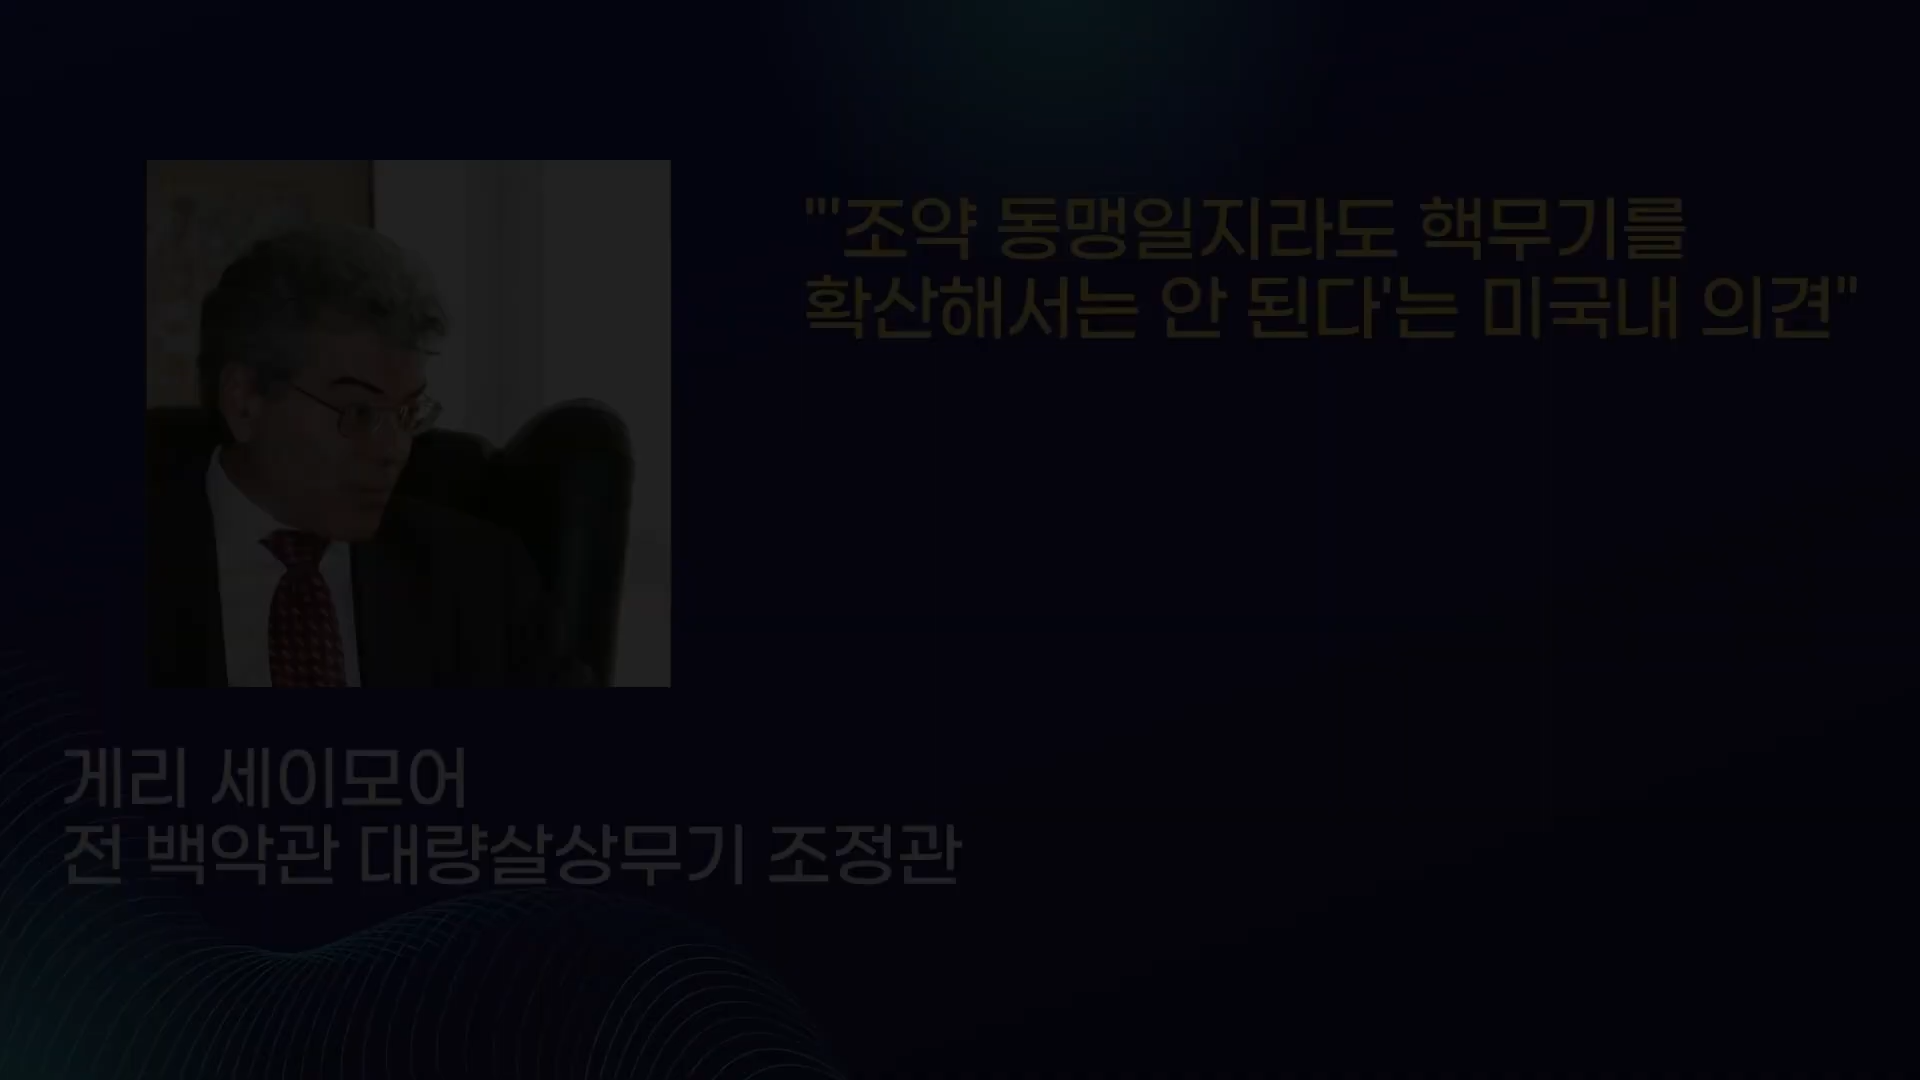 "'조약 동맹일지라도 핵무기를
확산해서는 안 된다'는 미국내 의견"
게리 세이모어
전 백악관 대량살상무기 조정관